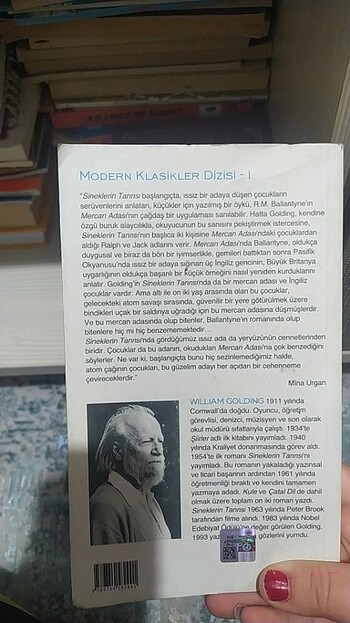 MODERN KLASİKLER DİZİSİ - I
"Sineklerin Tanrısı başlangıçta, ıssız bir adaya düşen çocukların
serüvenlerini anlatan, küçükler için yazılmış bir öykü, R.M. Ballantyne'ın
Mercan Adası'nın çağdaş bir uygulaması sanılabilir. Hatta Golding, kendine
özgü buruk alaycılıkla, okuyucunun bu sanısını pekiştirmek istercesine,
Sineklerin Tanrısı'nın başlıca iki kişisine Mercan Adası'ndaki çocuklardan
aldığı Ralph ve Jack adlarını verir. Mercan Adası'nda Ballantyne, oldukça
duygusal ve biraz da bön bir iyimserlikle, gemileri battıktan sonra Pasifik
Okyanusu'nda ıssız bir adaya sığınan üç İngiliz gencinin, Büyük Britanya
uygarlığının oldukça başarılı bir küçük örneğini nasıl yeniden kurduklarını
anlatır. Golding'in Sineklerin Tanrısı'nda da bir mercan adası ve İngiliz
çocuklar vardır. Ama altı ile on iki yaş arasında olan bu çocuklar,
gelecekteki atom savaşı sırasında, güvenilir bir yere götürülmek üzere
bindikleri uçak bir saldırıya uğradığı için bu mercan adasına düşmüşlerdir.
Ve bu mercan adasında olup bitenler, Ballantyne'ın romanında olup
bitenlere hiç mi hiç benzememektedir...
Sineklerin Tanrısı'nda gördüğümüz ıssız ada da yeryüzünün cennetlerinden
biridir. Çocuklar da bu adanın, okudukları Mercan Adası'na çok benzediğini
söylerler. Ne var ki, başlangıçta bunu hiç sezinlemediğimiz halde,
atom çağının çocukları, bu güzelim adayı her açıdan bir cehenneme
çevireceklerdir."
Mîna Urgan
WILLIAM GOLDING 1911 yılında
Cornwall'da doğdu. Oyuncu, öğretim
görevlisi, denizci, müzisyen ve son olarak
okul müdürü sıfatlarıyla çalıştı. 1934'te
Şiirler adlı ilk kitabını yayımladı. 1940
yılında Kraliyet donanmasında görev aldı.
1954'te ilk romanı Sineklerin Tanrısı'nı
yayımladı. Bu romanın yakaladığı yazınsal
ve ticari başarının ardından 1961 yılında
öğretmenliği bıraktı ve kendini tamamen
yazmaya adadı. Kule ve Çatal Dil de dahil
olmak üzere toplam on iki roman yazdı.
Sineklerin Tanrısı 1963 yılında Peter Brook
tarafından filme alındı. 1983 yılında Nobel
Edebiyat Ödülü'ne değer görülen Golding,
1993 yazında gözlerini yumdu.